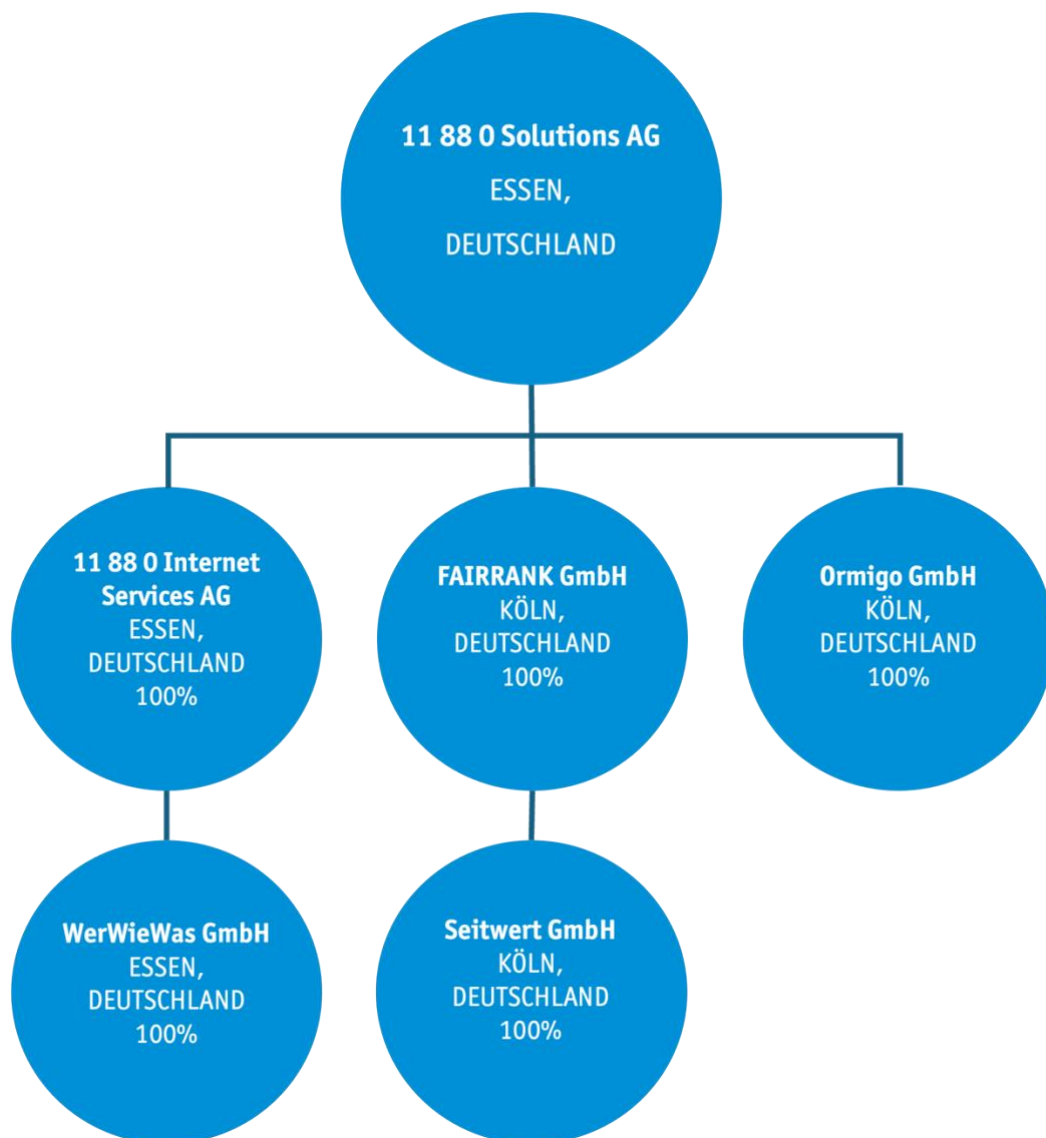 11 88 0 Solutions AG
ESSEN,
DEUTSCHLAND
11 88 0 Internet
Services AG
ESSEN,
DEUTSCHLAND
100%
FAIRRANK GmbH
KÖLN,
DEUTSCHLAND
100%
Ormigo GmbH
KÖLN,
DEUTSCHLAND
100%
WerWieWas GmbH
ESSEN,
DEUTSCHLAND
100%
Seitwert GmbH
KÖLN,
DEUTSCHLAND
100%